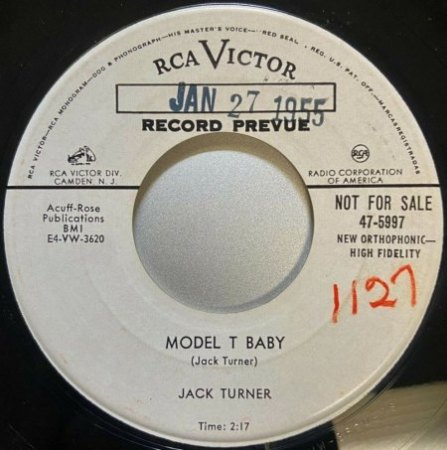 "HIS MASTER'S VOICE"—RED SEAL • REG. U.S. PAT. OFF.—MARCAS REGISTRADAS
RCA VICTOR—RCA MONOGRAM—DOG & PHONOGRAPH—
RCA VICTOR
JAN 27 1955
RECORD PREVUE
RCA VICTOR DIV.
CAMDEN, N. J.
RCA
RADIO CORPORATION
OF AMERICA
Acuff-Rose
Publications
BMI
E4-VW-3620
NOT FOR SALE
47-5997
NEW ORTHOPHONIC—
HIGH FIDELITY
1127
MODEL T BABY
(Jack Turner)
JACK TURNER
Time: 2:17